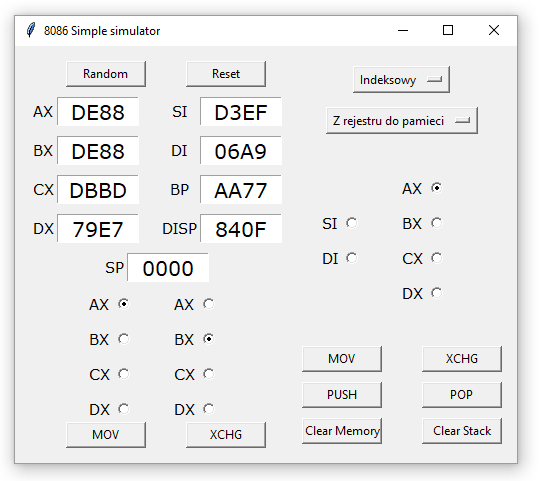 8086 Simple simulator
Random Reset
Indeksowy
Z rejestru do pamieci
AX DE88 SI D3EF
BX DE88 DI 06A9
CX DBBD BP AA77
DX 79E7 DISP 840F
SP 0000
AX AX
BX BX
CX CX
DX DX
MOV XCHG
AX
SI BX
DI CX
DX
MOV XCHG
PUSH POP
Clear Memory Clear Stack